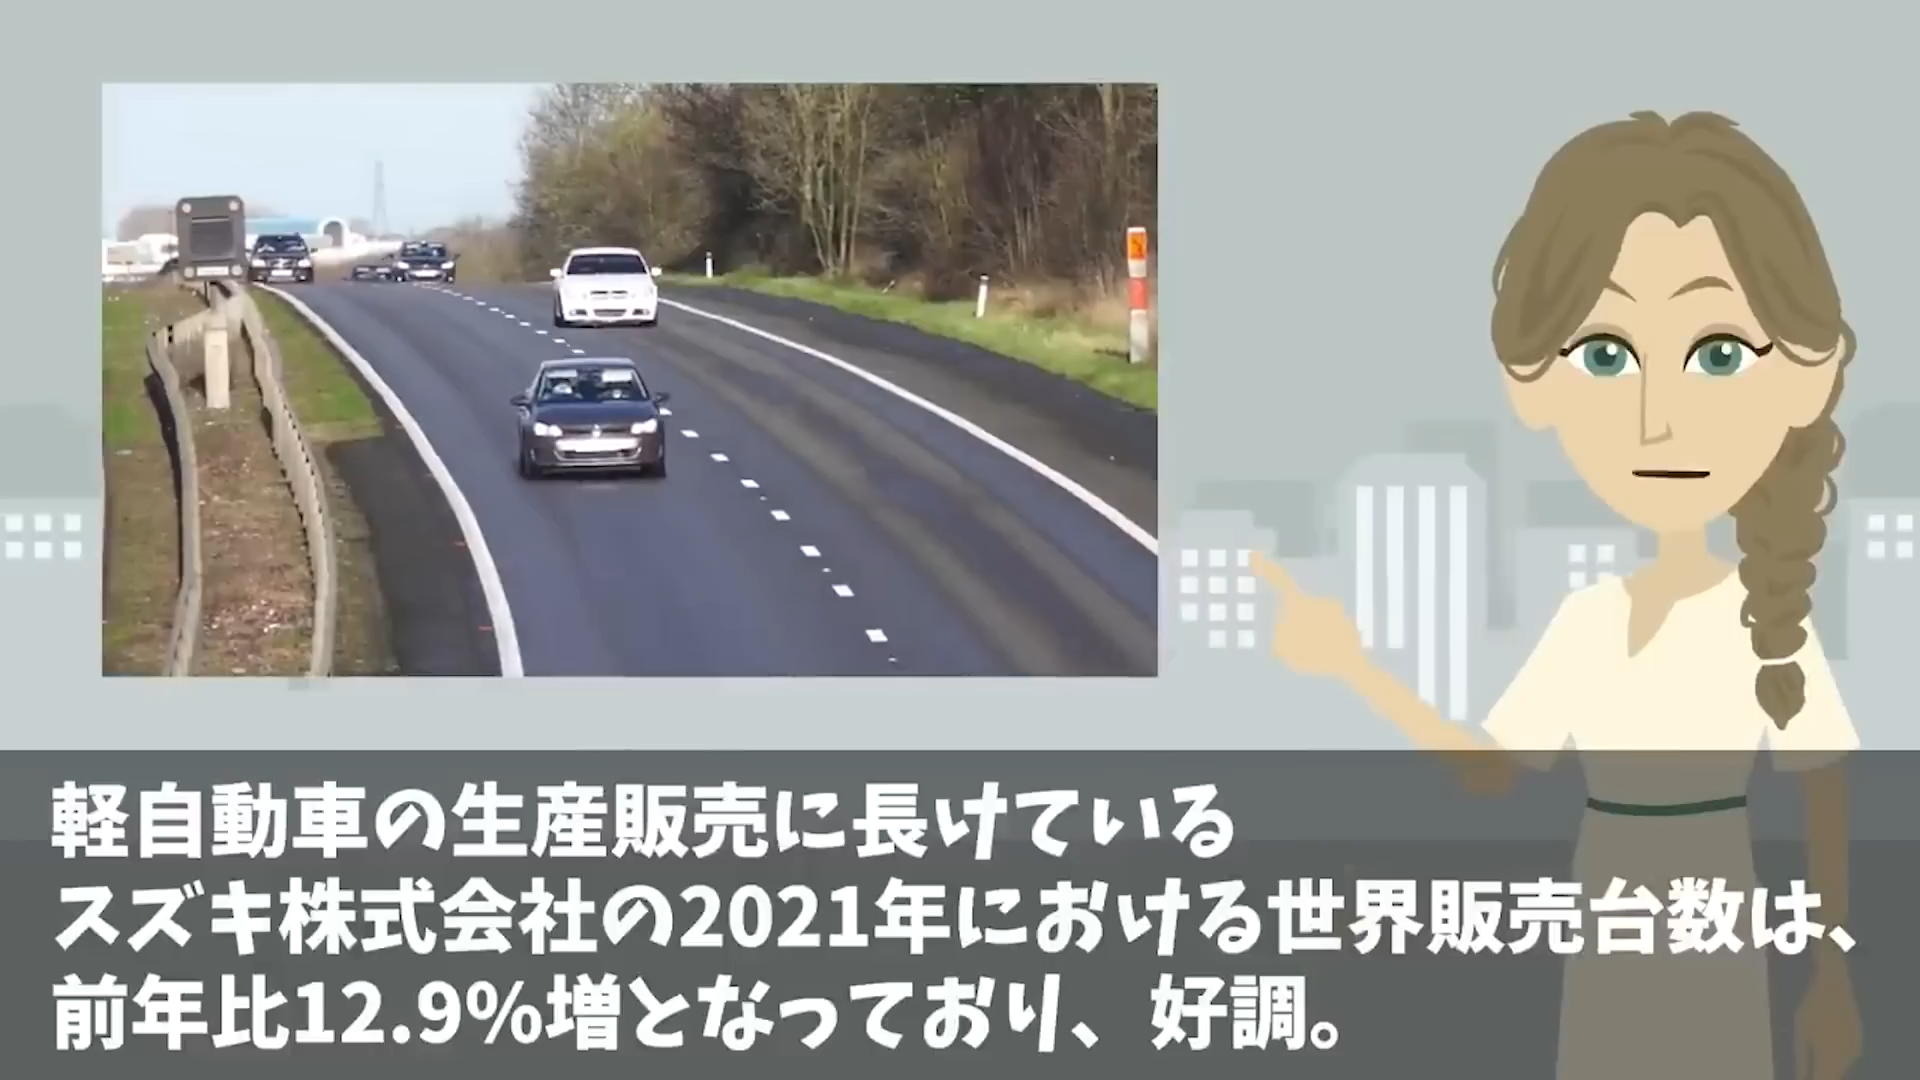 軽自動車の生産販売に長けている
スズキ株式会社の2021年における世界販売台数は、
前年比12.9%増となっており、好調。